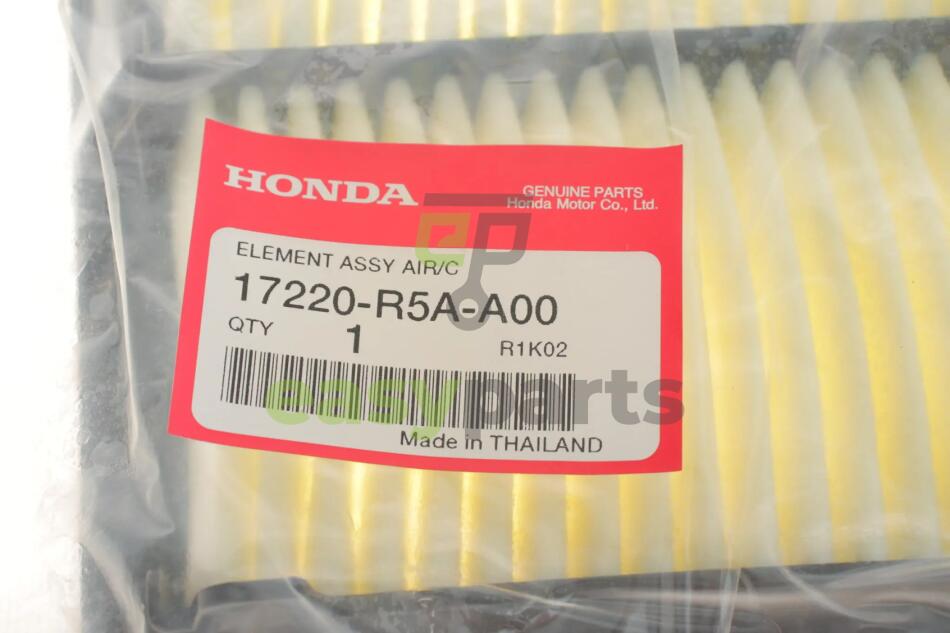 HONDA
GENUINE PARTS
Honda Motor Co., Ltd.
ELEMENT ASSY AIR/C
17220-R5A-A00
QTY 1 R1K02
easyparts
Made in THAILAND